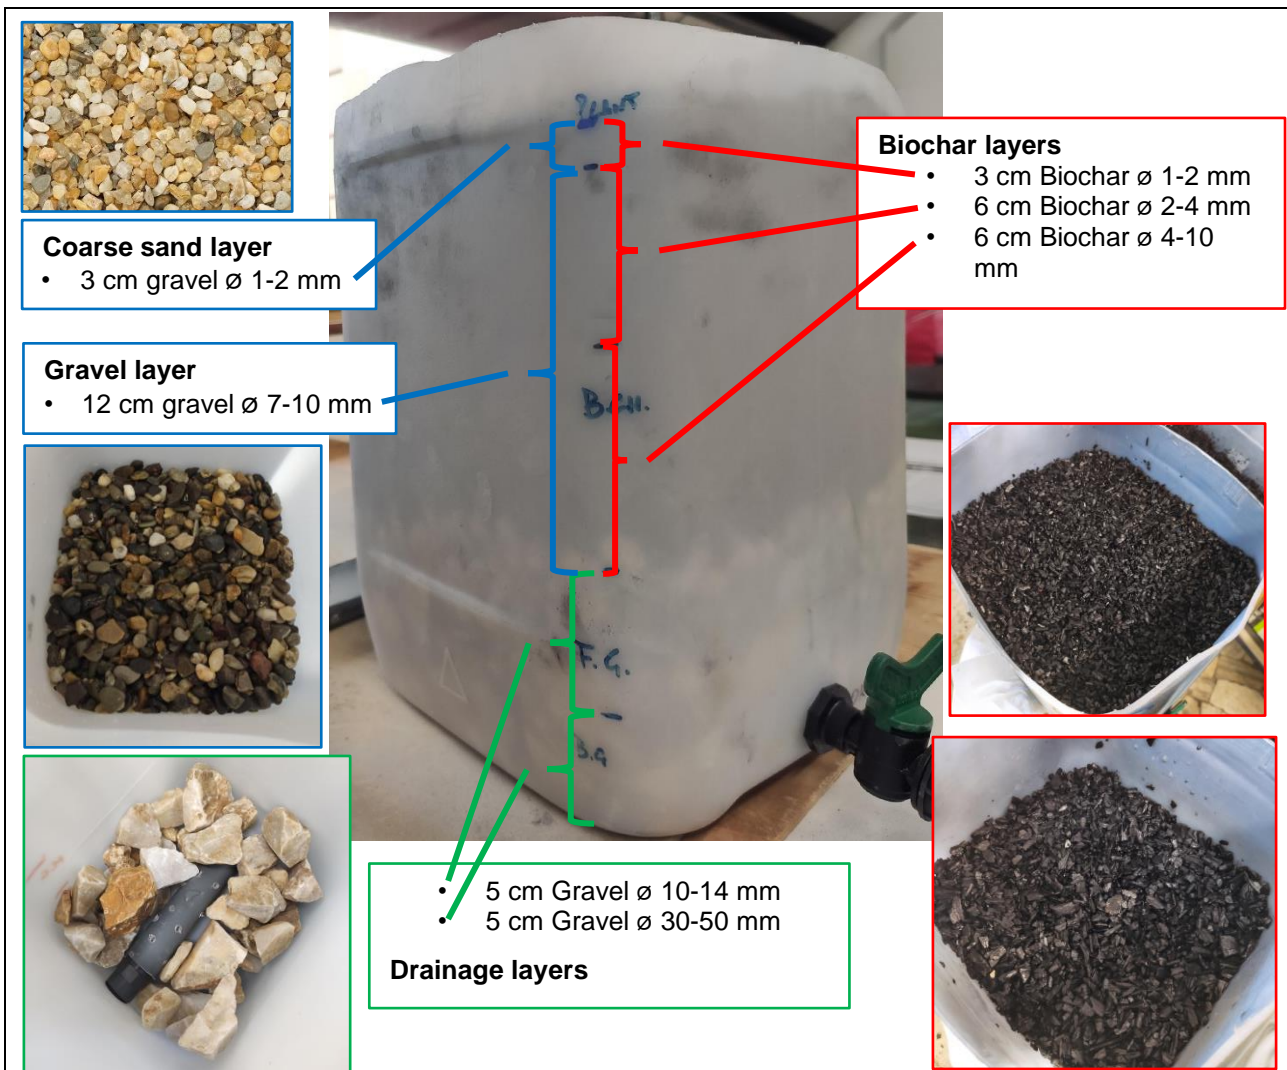 Coarse sand layer
• 3 cm gravel ø 1-2 mm
Gravel layer
• 12 cm gravel ø 7-10 mm
PLANT
B.CH.
F.G.
B.G
Biochar layers
• 3 cm Biochar ø 1-2 mm
• 6 cm Biochar ø 2-4 mm
• 6 cm Biochar ø 4-10
mm
• 5 cm Gravel ø 10-14 mm
• 5 cm Gravel ø 30-50 mm
Drainage layers